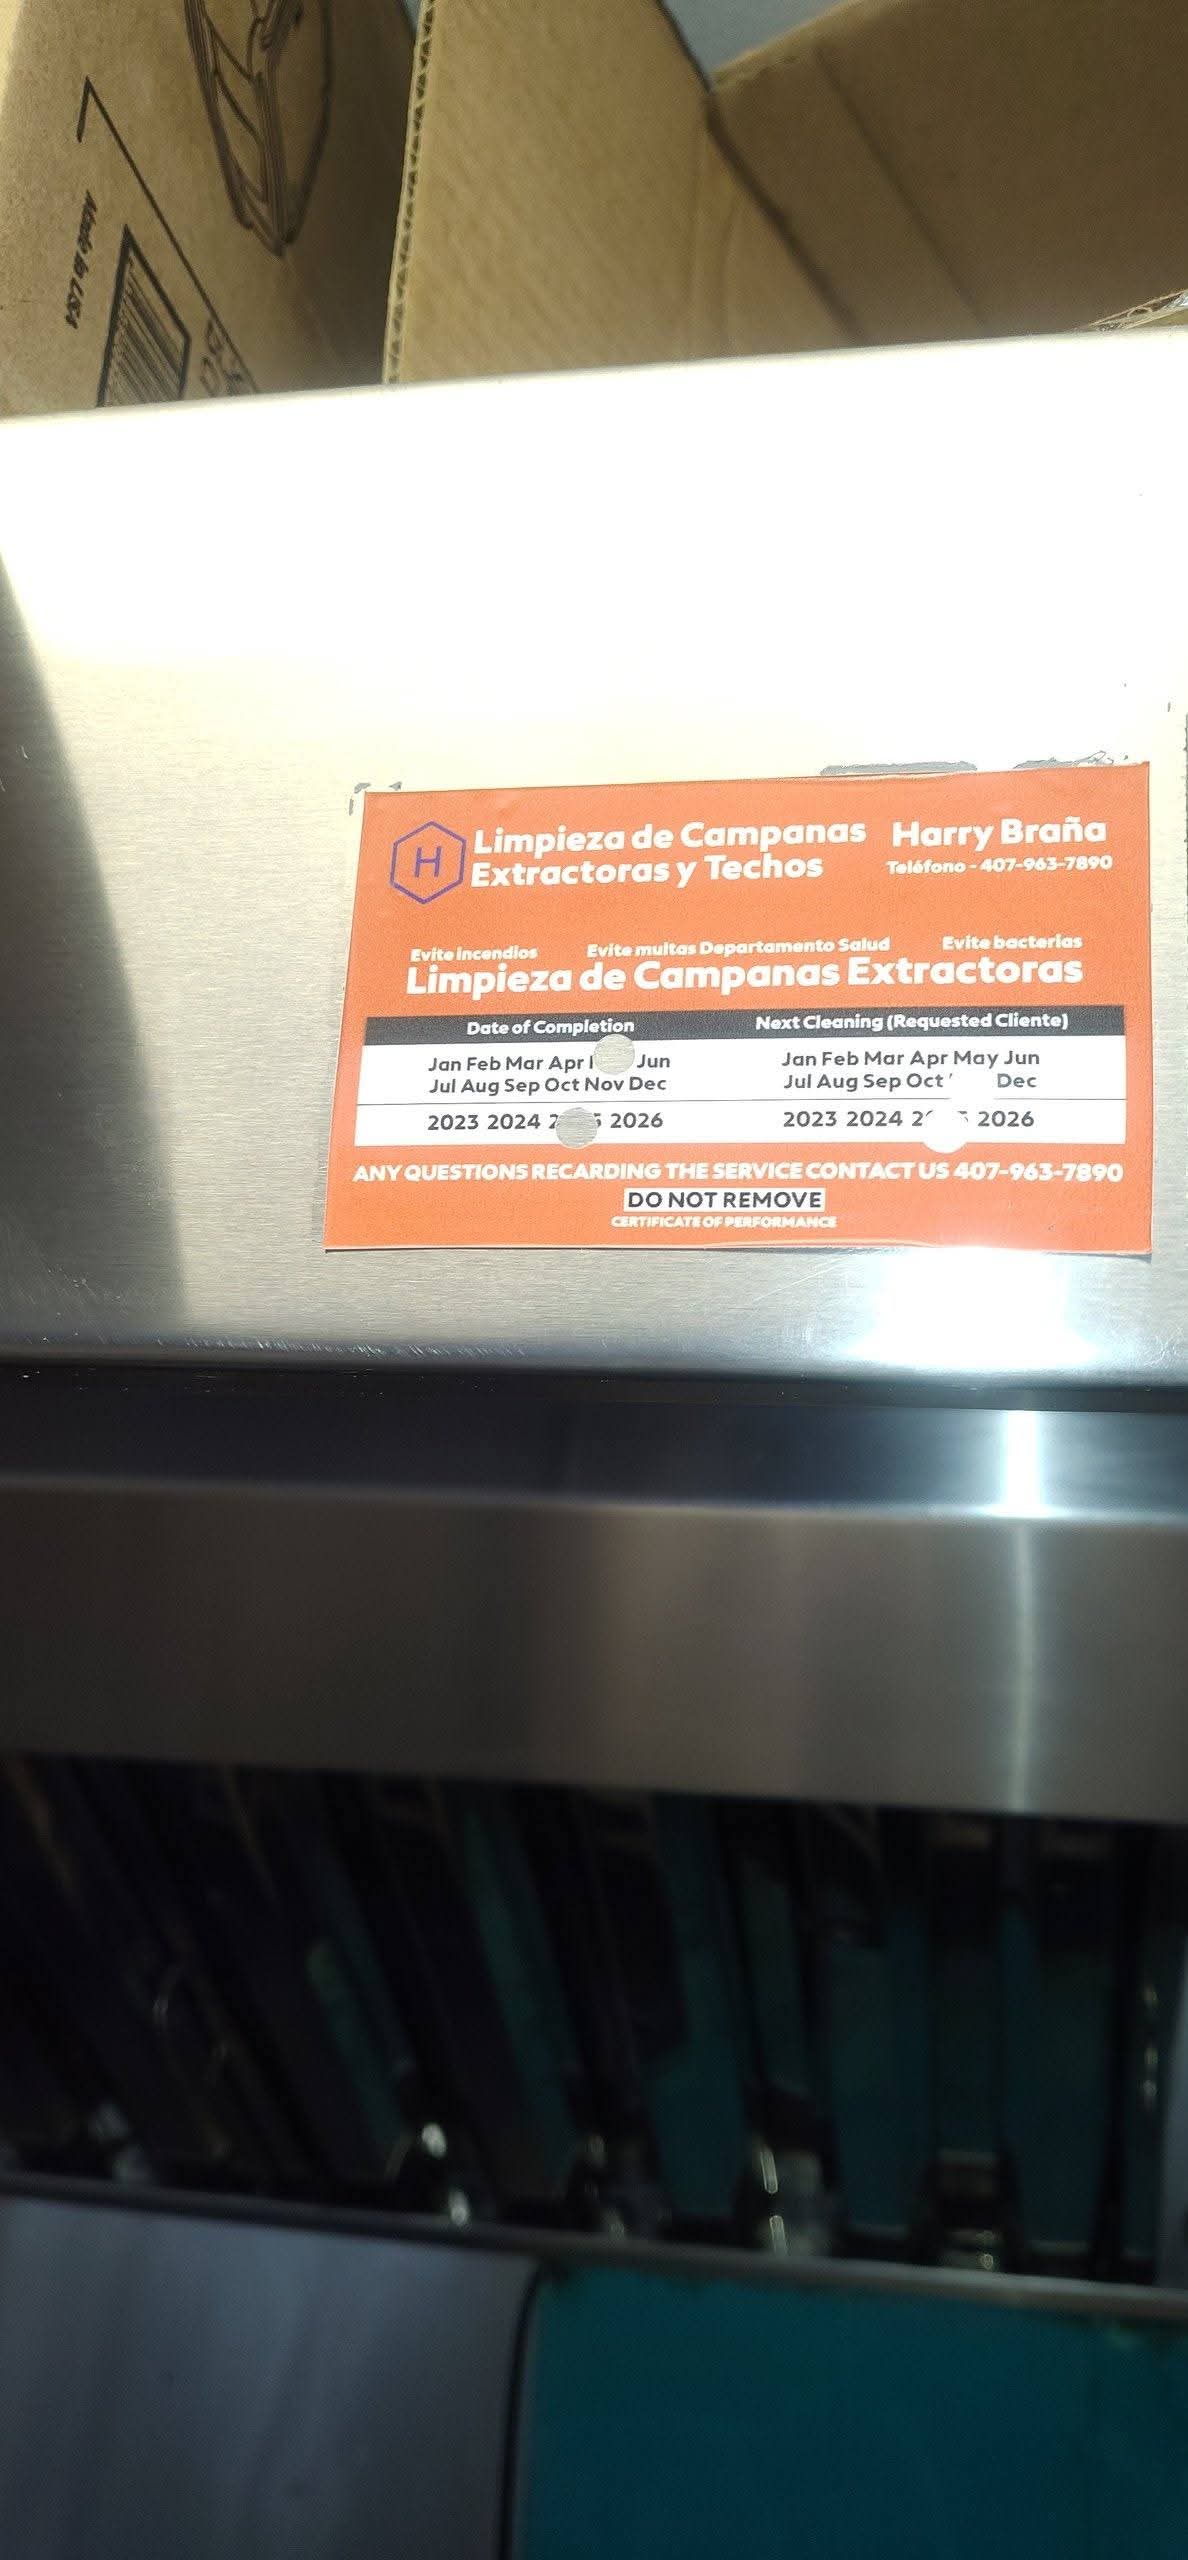 Made in USA
H
Limpieza de Campanas
Extractoras y Techos
Harry Braña
Teléfono - 407-963-7890
Evite incendios Evite multas Departamento Salud Evite bacterias
Limpieza de Campanas Extractoras
Date of Completion
Next Cleaning (Requested Cliente)
Jan Feb Mar Apr Jun
Jul Aug Sep Oct Nov Dec
2023 2024 2026
Jan Feb Mar Apr May Jun
Jul Aug Sep Oct Dec
2023 2024 2026
ANY QUESTIONS RECARDING THE SERVICE CONTACT US 407-963-7890
DO NOT REMOVE
CERTIFICATE OF PERFORMANCE